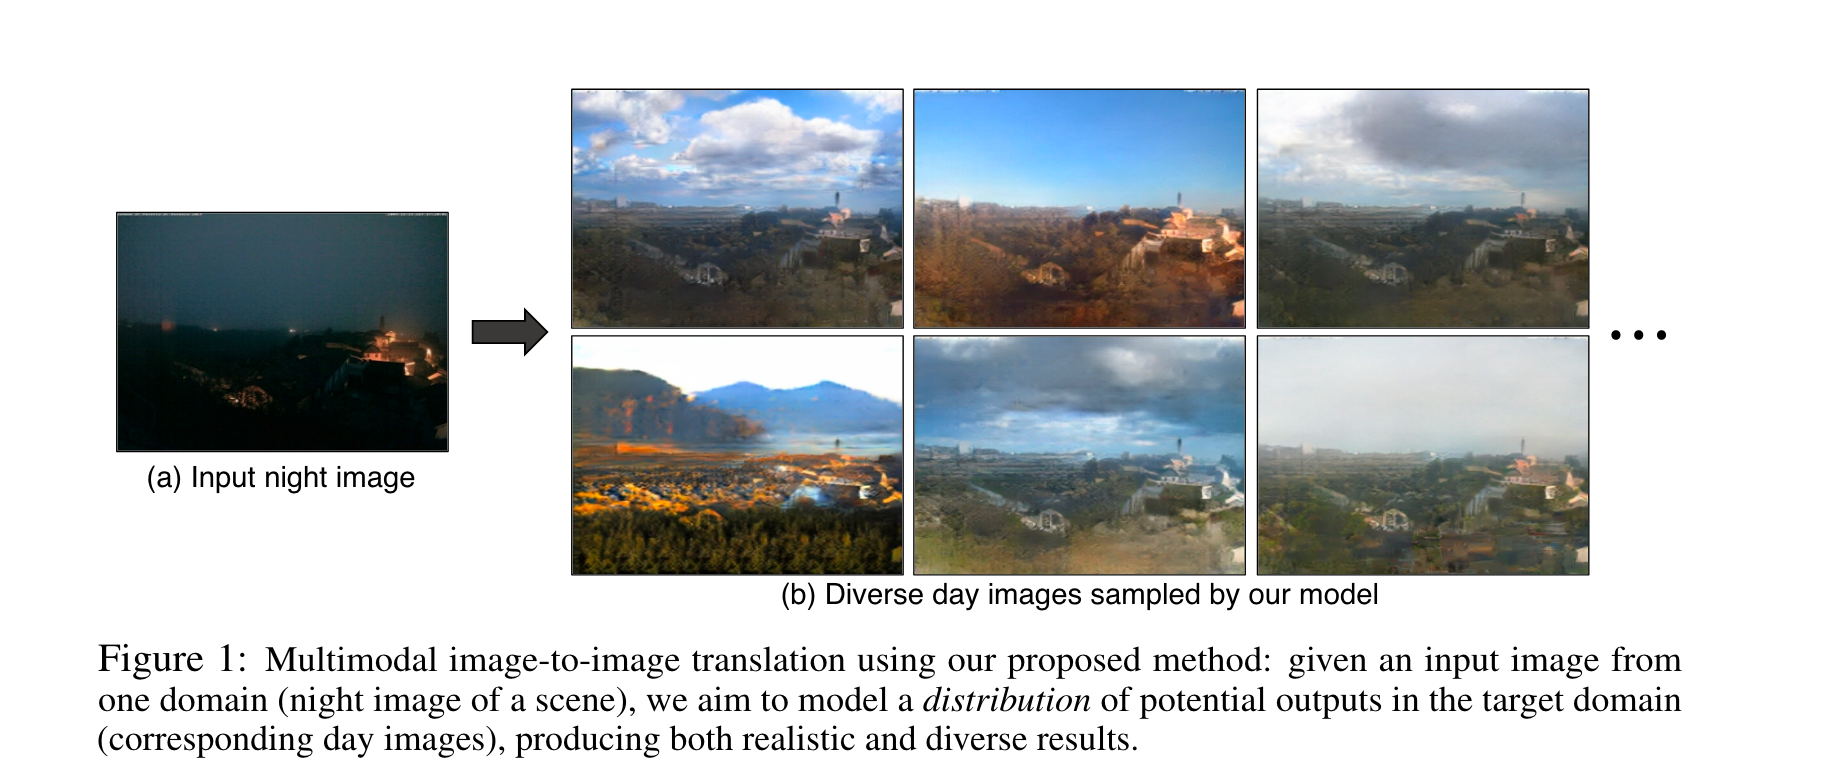 (a) Input night image
(b) Diverse day images sampled by our model
Figure 1: Multimodal image-to-image translation using our proposed method: given an input image from
one domain (night image of a scene), we aim to model a distribution of potential outputs in the target domain
(corresponding day images), producing both realistic and diverse results.